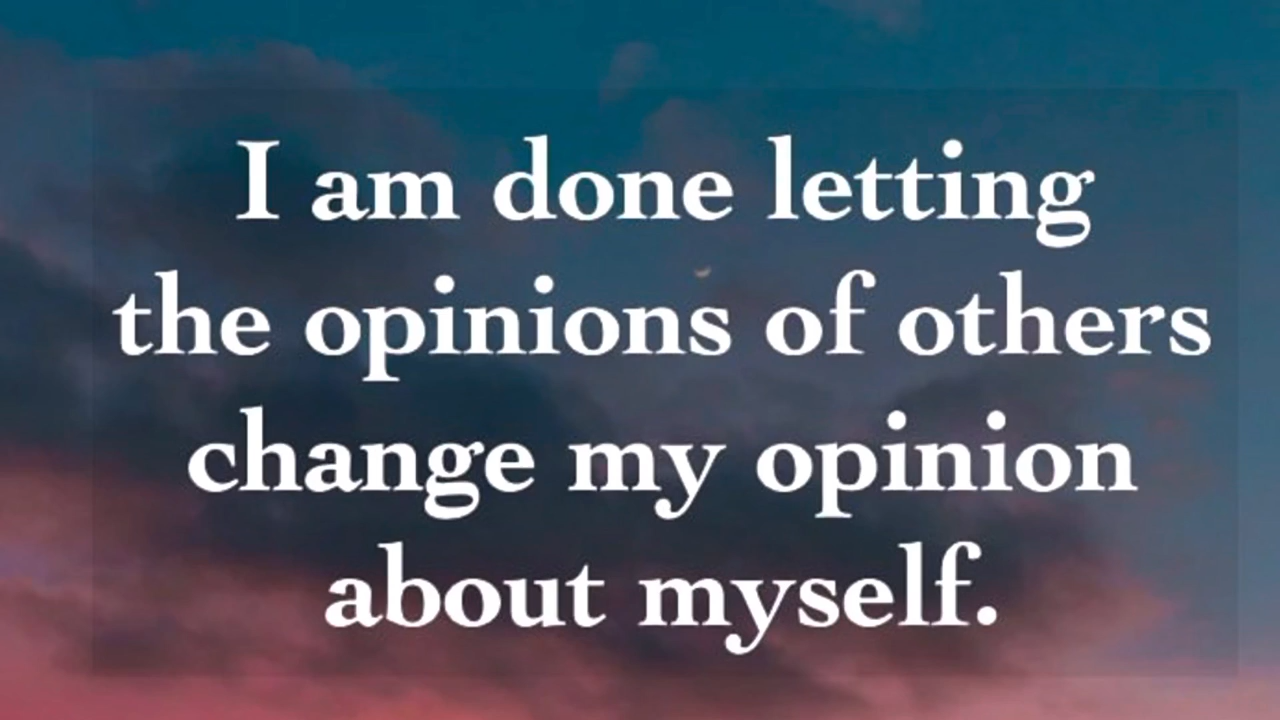 I am done letting
the opinions of others
change my opinion
about myself.